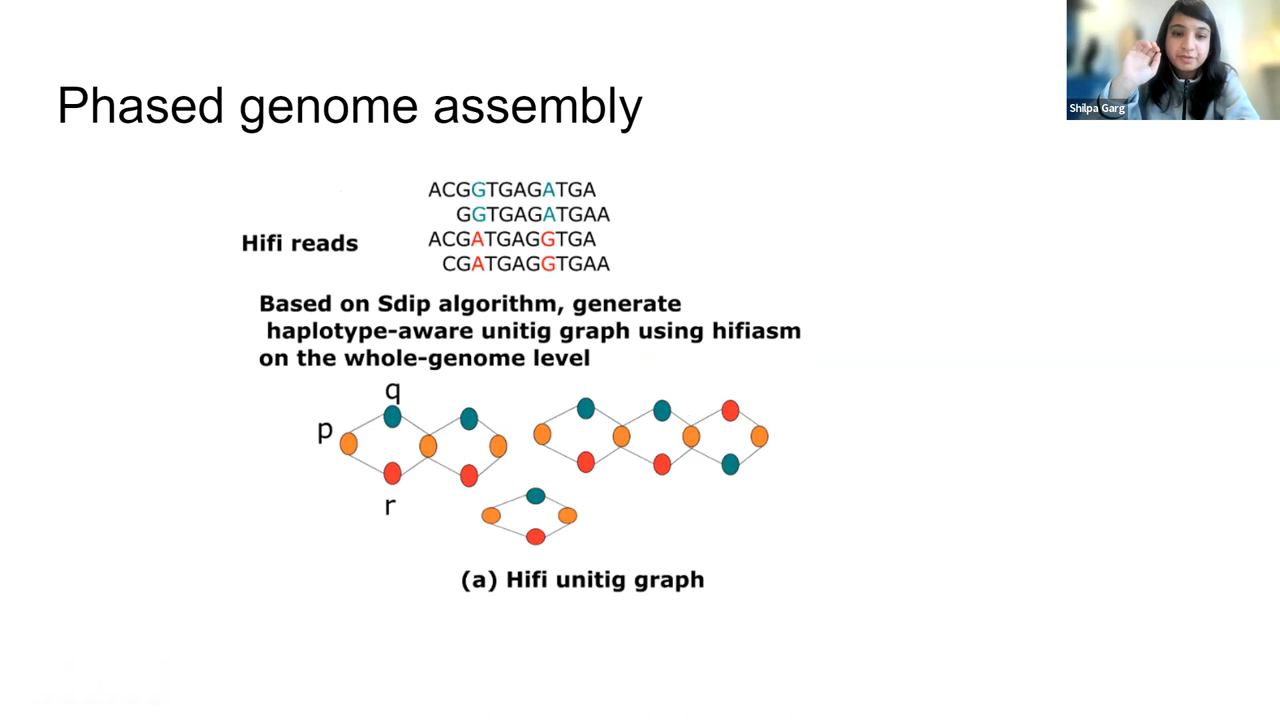 Phased genome assembly
Shilpa Garg
ACGGTGAGATGA
GGTGAGATGAA
Hifi reads
ACGATGAGGTGA
CGATGAGGTGAA
Based on Sdip algorithm, generate
haplotype-aware unitig graph using hifiasm
on the whole-genome level
q
p
r
(a) Hifi unitig graph